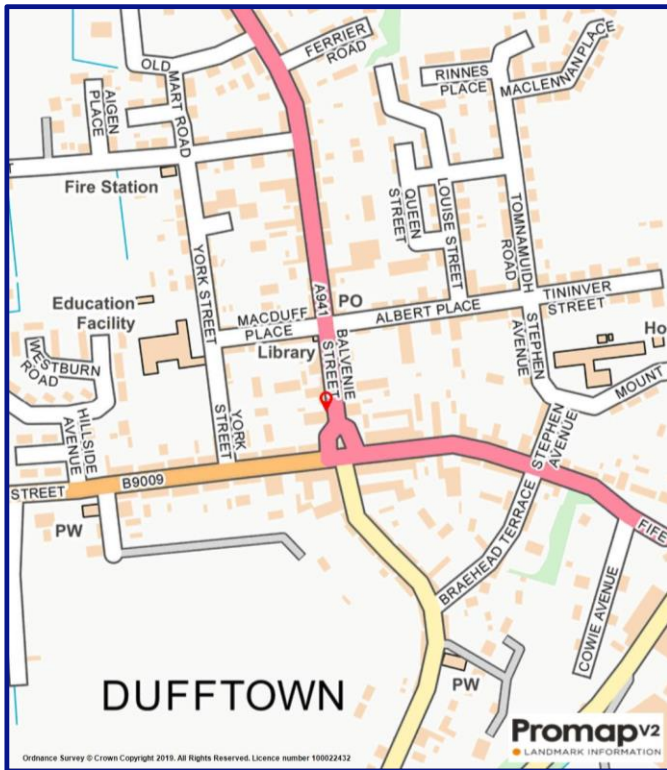 OLD
MART ROAD
AIGEN
PLACE
FERRIER
ROAD
RINNES
PLACE
MACLENNAN PLACE
Fire Station
QUEEN
STREET
LOUISE STREET
TOMNAMUIDH
ROAD
YORK STREET
A941
PO
Education
Facility
MACDUFF
PLACE
Library
BALVENIE
STREET
ALBERT PLACE
TININVER
STREET
STEPHEN
AVENUE
Ho
MOUNT
WESTBURN
ROAD
HILLSIDE
AVENUE
YORK
STREET
STREET
B9009
PW
STEPHEN
AVENUE
BRAEHEAD TERRACE
FIFE
COWIE AVENUE
PW
DUFFTOWN
Promap V2
LANDMARK INFORMATION
Ordnance Survey © Crown Copyright 2019. All Rights Reserved. Licence number 100022432